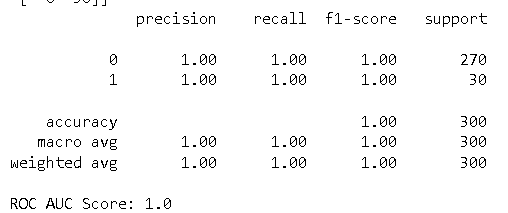 precision recall f1-score support
0 1.00 1.00 1.00 270
1 1.00 1.00 1.00 30
accuracy 1.00 300
macro avg 1.00 1.00 1.00 300
weighted avg 1.00 1.00 1.00 300
ROC AUC Score: 1.0